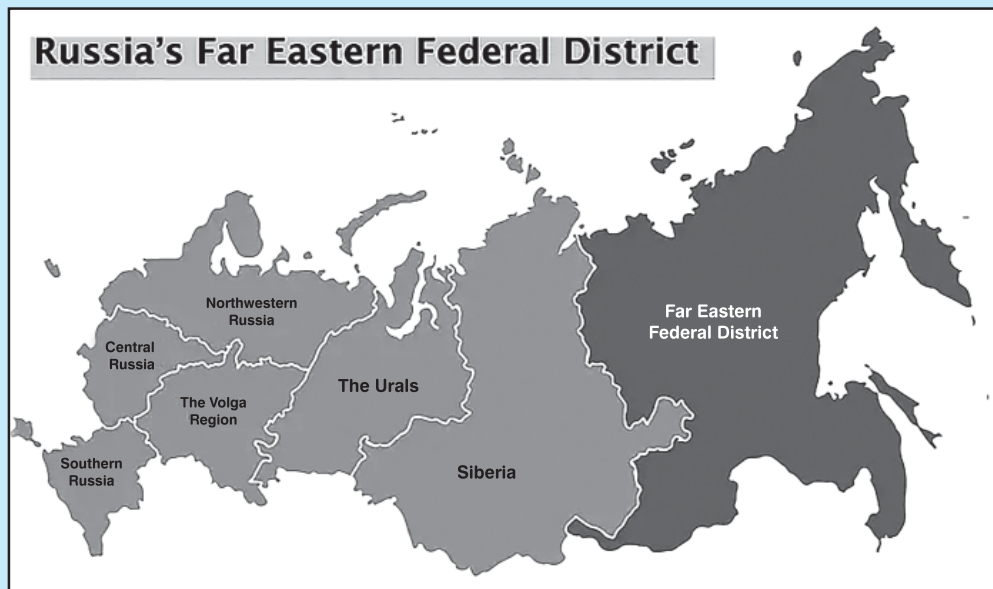 Russia's Far Eastern Federal District
Northwestern
Russia
Central
Russia
The Volga
Region
Southern
Russia
The Urals
Siberia
Far Eastern
Federal District